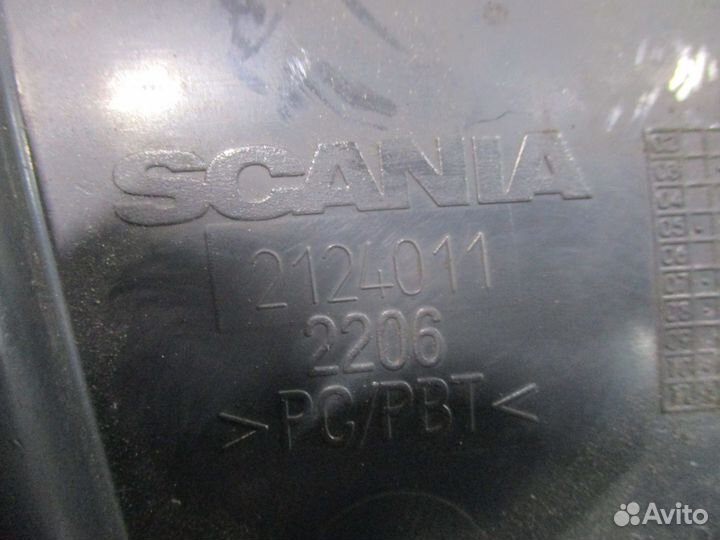 SCANIA
2124011
2206
>PC/PBT<
Avito